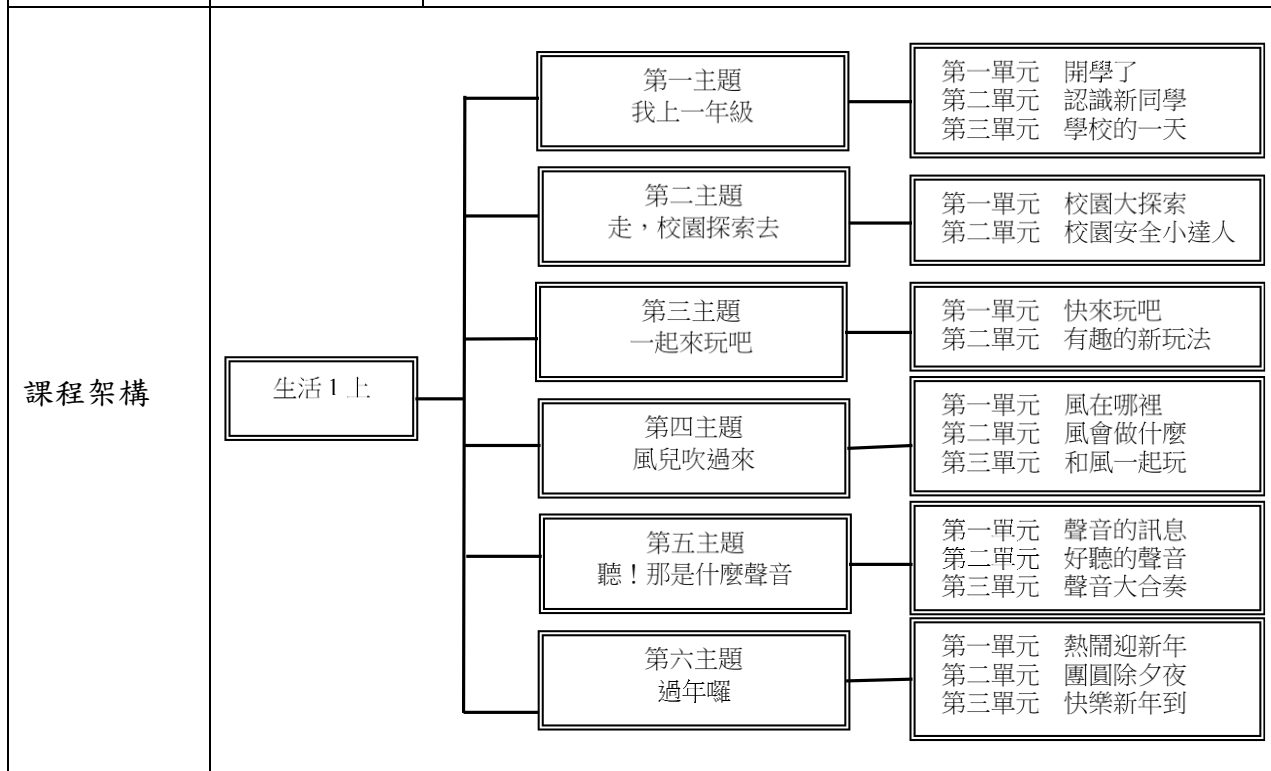 課程架構
生活1上
第一主題
我上一年級
第一單元　開學了
第二單元　認識新同學
第三單元　學校的一天
第二主題
走，校園探索去
第一單元　校園大探索
第二單元　校園安全小達人
第三主題
一起來玩吧
第一單元　快來玩吧
第二單元　有趣的新玩法
第四主題
風兒吹過來
第一單元　風在哪裡
第二單元　風會做什麼
第三單元　和風一起玩
第五主題
聽！那是什麼聲音
第一單元　聲音的訊息
第二單元　好聽的聲音
第三單元　聲音大合奏
第六主題
過年囉
第一單元　熱鬧迎新年
第二單元　團圓除夕夜
第三單元　快樂新年到